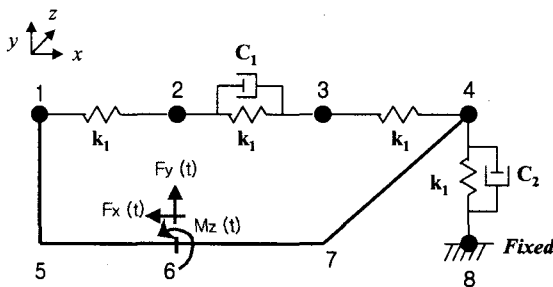 z
y
x
C₁
1
2
3
4
k₁
k₁
k₁
k₁
C₂
Fy (t)
Fx (t)
Mz (t)
Fixed
5
6
7
8